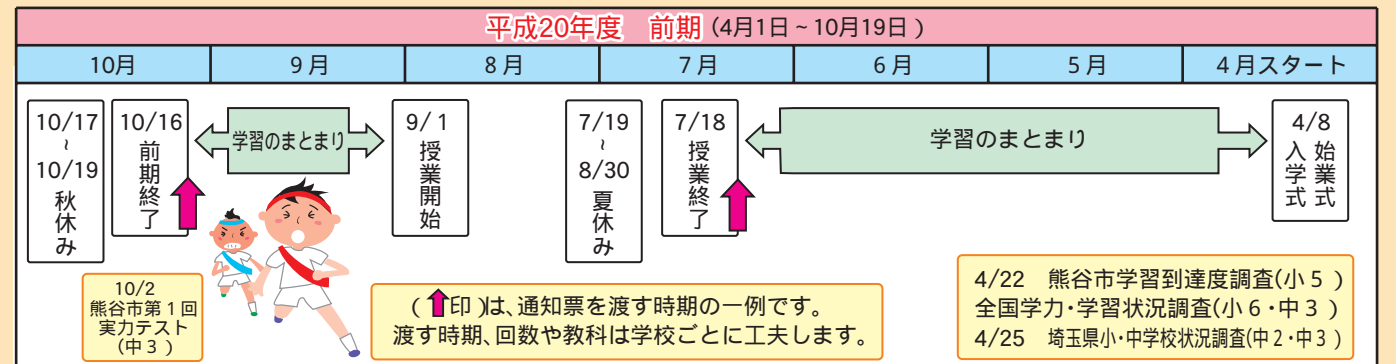 平成20年度 前期 (4月1日～10月19日)
4月スタート
5月
6月
7月
8月
9月
10月
4/8
始業式
入学式
学習のまとまり
7/18
授業終了
7/19
～
8/30
夏休み
9/1
授業開始
学習のまとまり
10/16
前期終了
10/17
～
10/19
秋休み
4/22 熊谷市学習到達度調査(小5)
全国学力・学習状況調査(小6・中3)
4/25 埼玉県小・中学校状況調査(中2・中3)
(印)は、通知票を渡す時期の一例です。
渡す時期、回数や教科は学校ごとに工夫します。
10/2
熊谷市第1回
実力テスト
(中3)